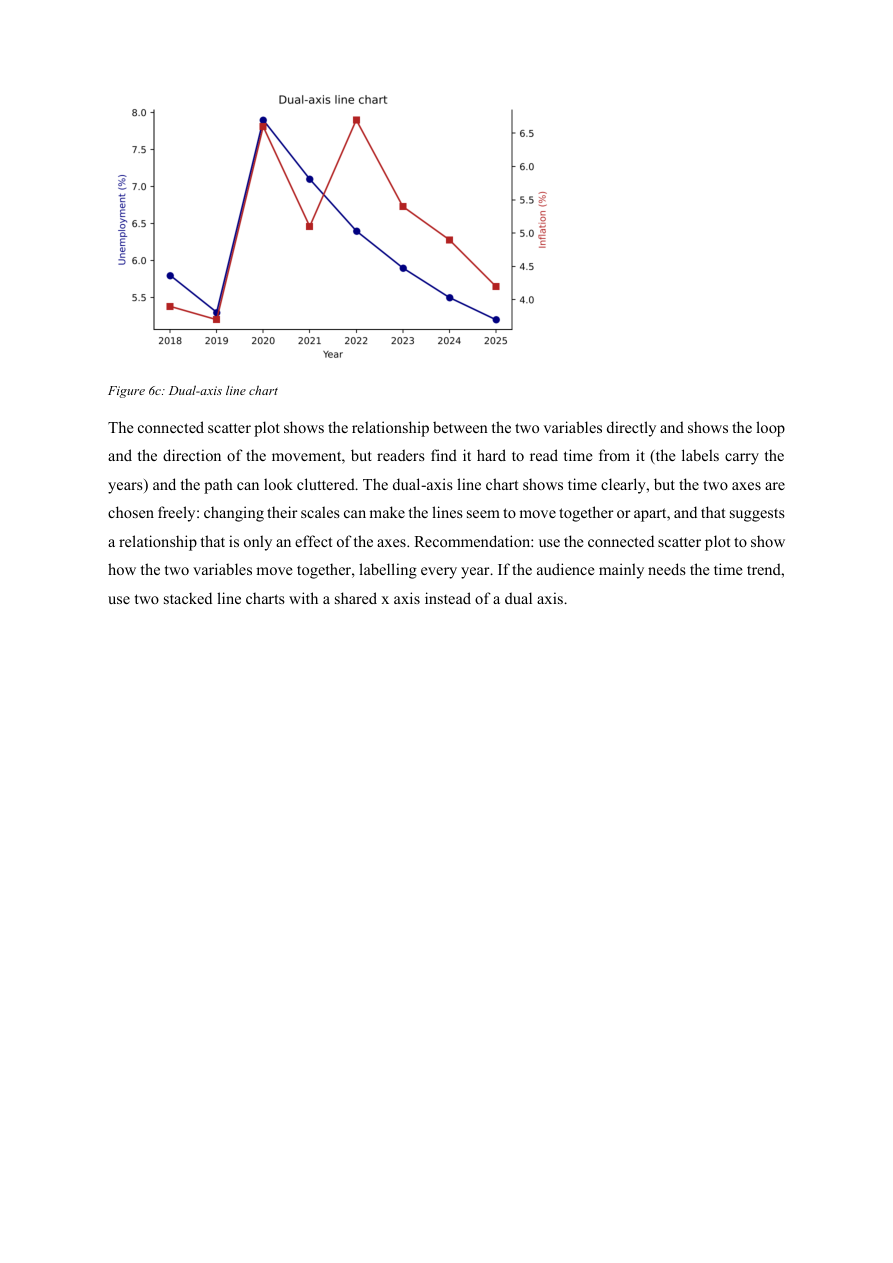 Dual-axis line chart
8.0
7.5
7.0
6.5
6.0
5.5
Unemployment (%)
6.5
6.0
5.5
5.0
4.5
4.0
Inflation (%)
2018 2019 2020 2021 2022 2023 2024 2025
Year
Figure 6c: Dual-axis line chart
The connected scatter plot shows the relationship between the two variables directly and shows the loop
and the direction of the movement, but readers find it hard to read time from it (the labels carry the
years) and the path can look cluttered. The dual-axis line chart shows time clearly, but the two axes are
chosen freely: changing their scales can make the lines seem to move together or apart, and that suggests
a relationship that is only an effect of the axes. Recommendation: use the connected scatter plot to show
how the two variables move together, labelling every year. If the audience mainly needs the time trend,
use two stacked line charts with a shared x axis instead of a dual axis.